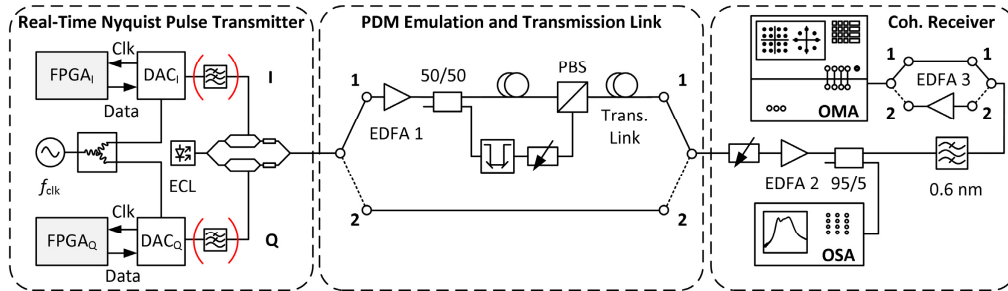 Real-Time Nyquist Pulse Transmitter
Clk
FPGA_I
DAC_I
Data
I
f_clk
ECL
Clk
FPGA_Q
DAC_Q
Data
Q
PDM Emulation and Transmission Link
1
EDFA 1
50/50
PBS
Trans.
Link
1
2
2
Coh. Receiver
OMA
1
1
EDFA 3
2
2
EDFA 2
95/5
0.6 nm
OSA